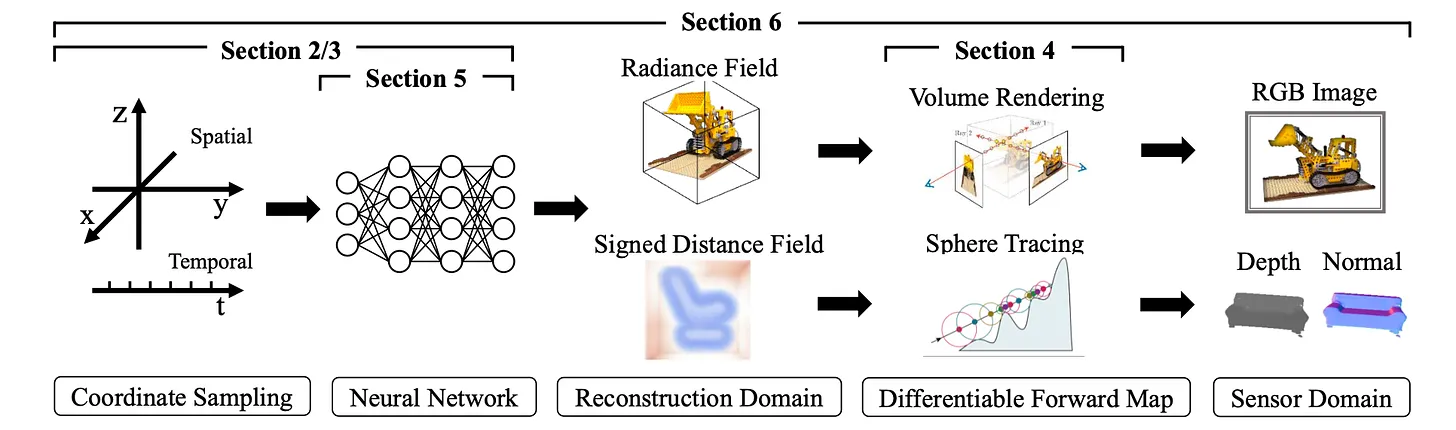 Section 6
Section 2/3
Section 4
Section 5
Radiance Field
Volume Rendering
RGB Image
Ray 1
Ray 2
z
Spatial
x
y
Signed Distance Field
Sphere Tracing
Temporal
t
Depth
Normal
Coordinate Sampling
Neural Network
Reconstruction Domain
Differentiable Forward Map
Sensor Domain